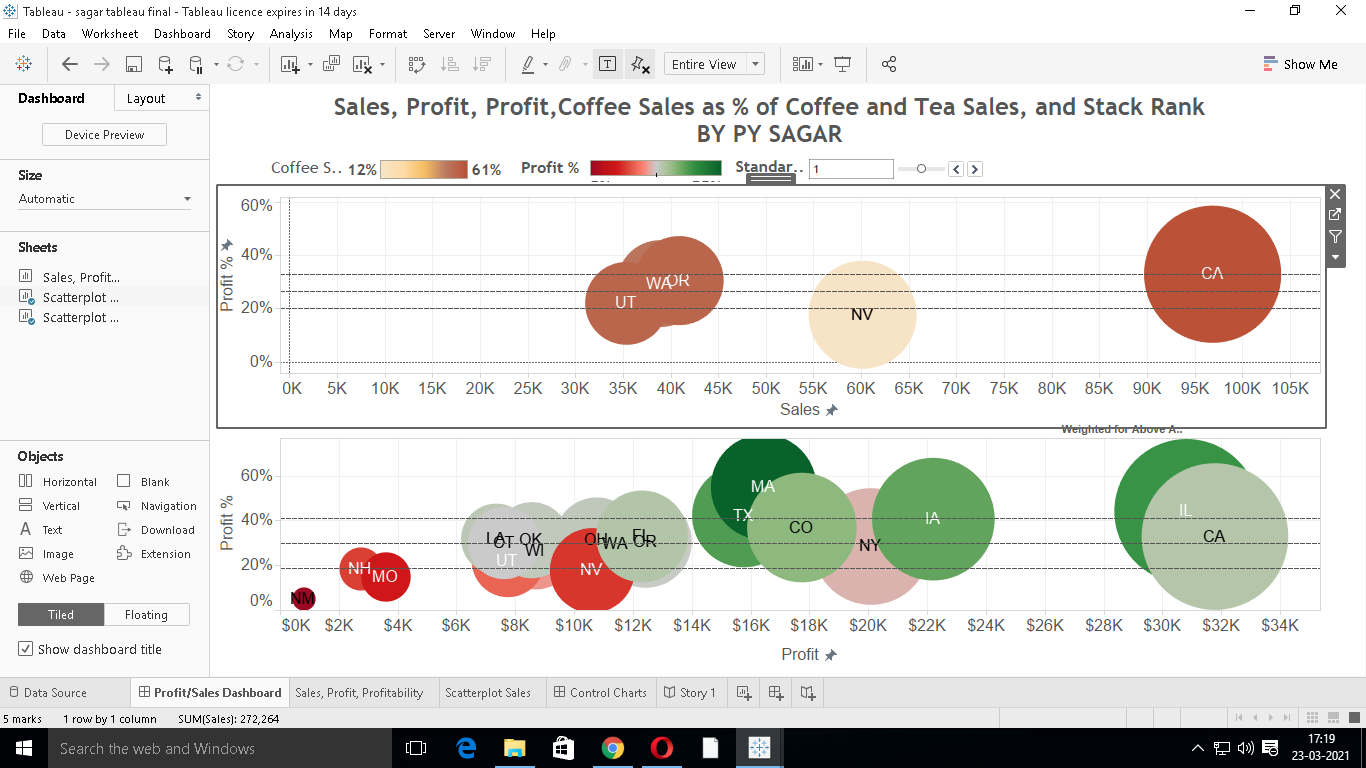 Tableau - sagar tableau final - Tableau licence expires in 14 days
File Data Worksheet Dashboard Story Analysis Map Format Server Window Help
Entire View
Show Me
Dashboard Layout
Device Preview
Size
Automatic
Sheets
Sales, Profit...
Scatterplot ...
Scatterplot ...
Objects
Horizontal Blank
Vertical Navigation
A Text Download
Image Extension
Web Page
Tiled Floating
Show dashboard title
Sales, Profit, Profit,Coffee Sales as % of Coffee and Tea Sales, and Stack Rank
BY PY SAGAR
Coffee S.. 12% 61% Profit % Standar.. 1
Profit %
60%
40%
20%
0%
UT WA OR NV CA
0K 5K 10K 15K 20K 25K 30K 35K 40K 45K 50K 55K 60K 65K 70K 75K 80K 85K 90K 95K 100K 105K
Sales
Weighted for Above A..
Profit %
60%
40%
20%
0%
NM NH MO LA CT OK WI UT OH NV WA FL OR TX MA CO NY IA IL CA
$0K $2K $4K $6K $8K $10K $12K $14K $16K $18K $20K $22K $24K $26K $28K $30K $32K $34K
Profit
Data Source Profit/Sales Dashboard Sales, Profit, Profitability Scatterplot Sales Control Charts Story 1
5 marks 1 row by 1 column SUM(Sales): 272,264
Search the web and Windows
17:19
23-03-2021